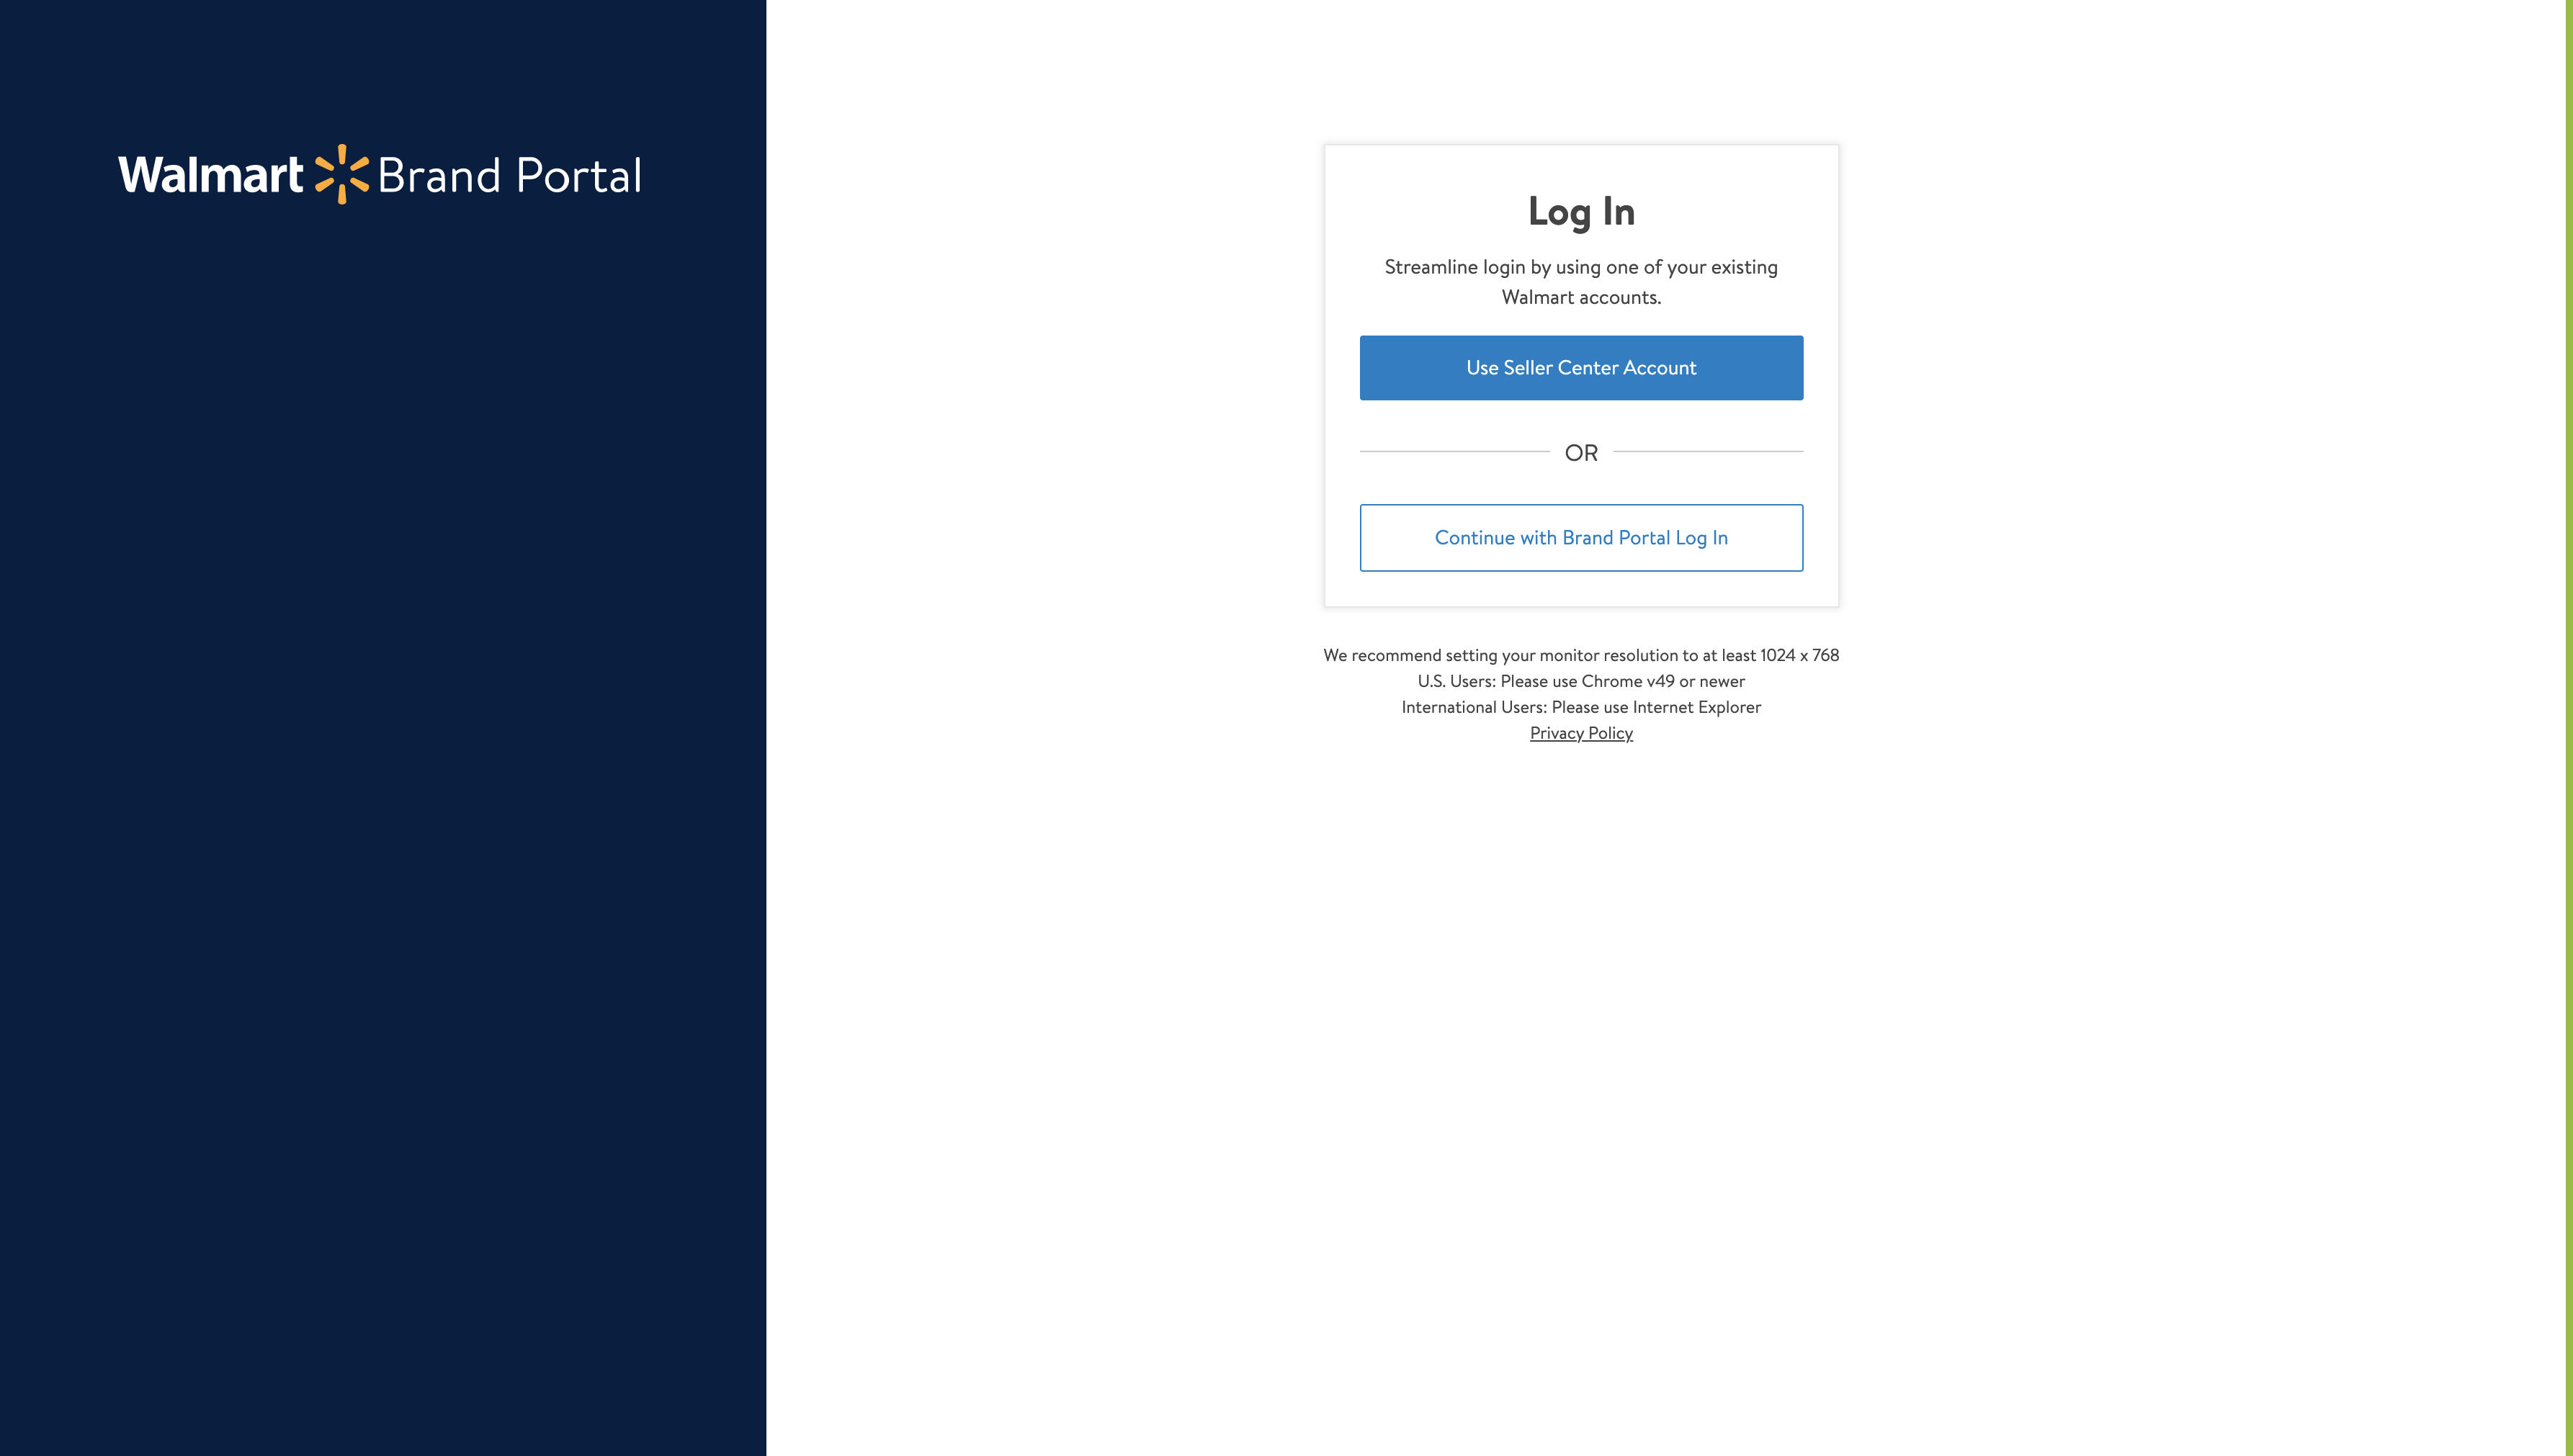 Walmart Brand Portal
Log In
Streamline login by using one of your existing
Walmart accounts.
Use Seller Center Account
OR
Continue with Brand Portal Log In
We recommend setting your monitor resolution to at least 1024 x 768
U.S. Users: Please use Chrome v49 or newer
International Users: Please use Internet Explorer
Privacy Policy